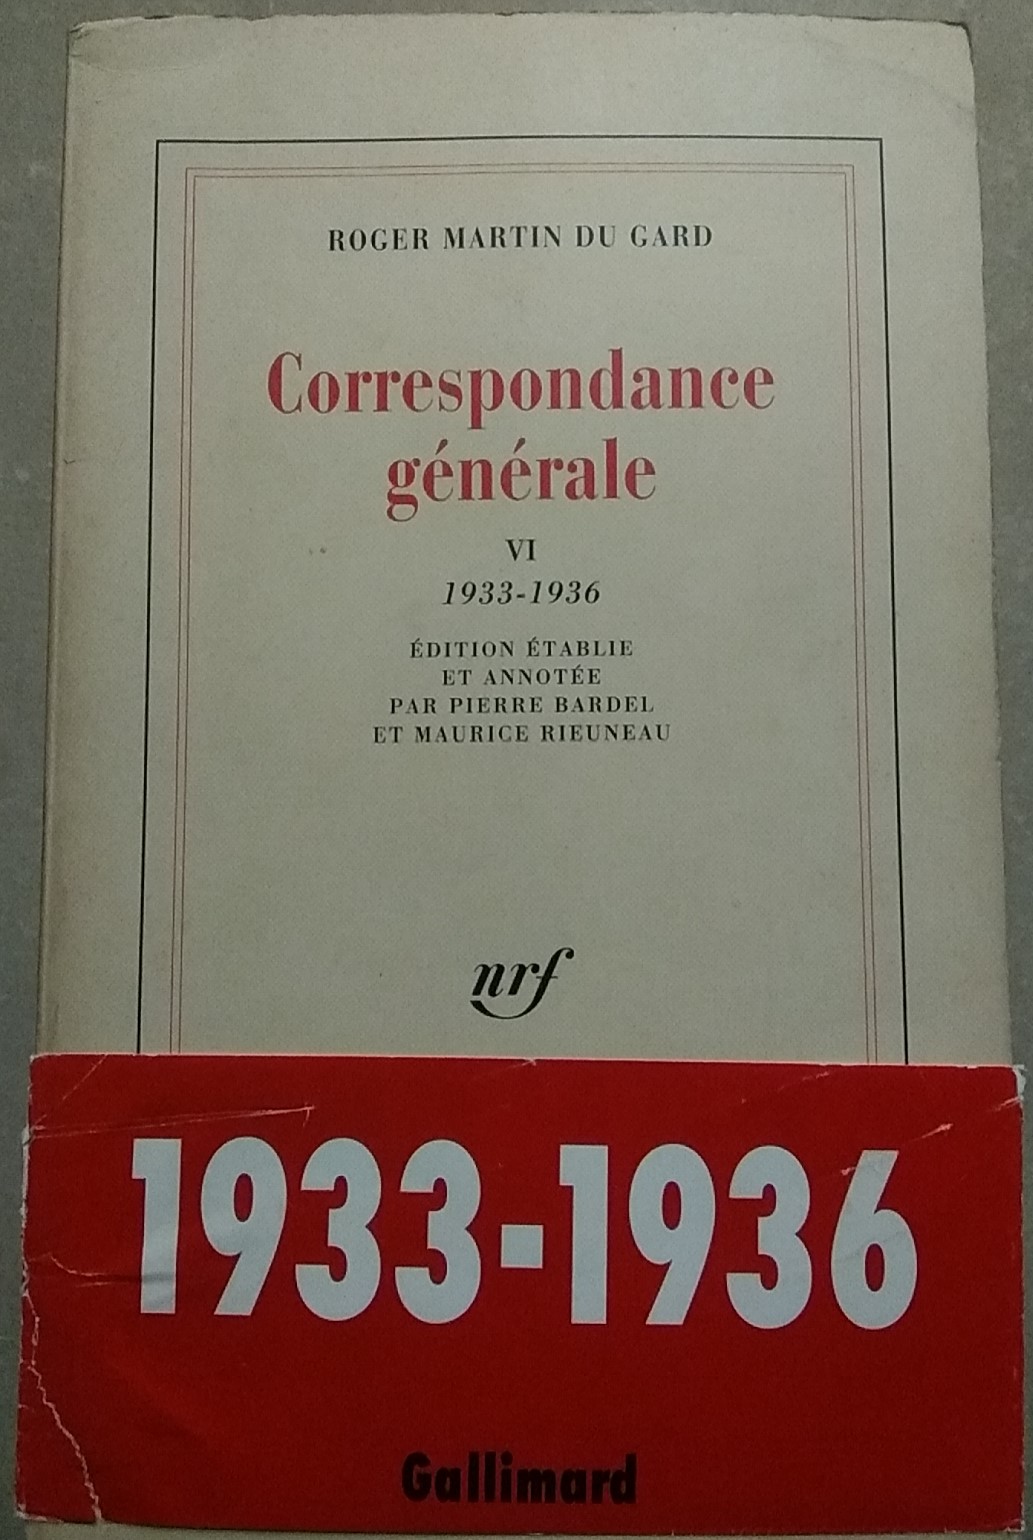 ROGER MARTIN DU GARD
Correspondance
générale
VI
1933-1936
ÉDITION ÉTABLIE
ET ANNOTÉE
PAR PIERRE BARDEL
ET MAURICE RIEUNEAU
nrf
1933-1936
Gallimard